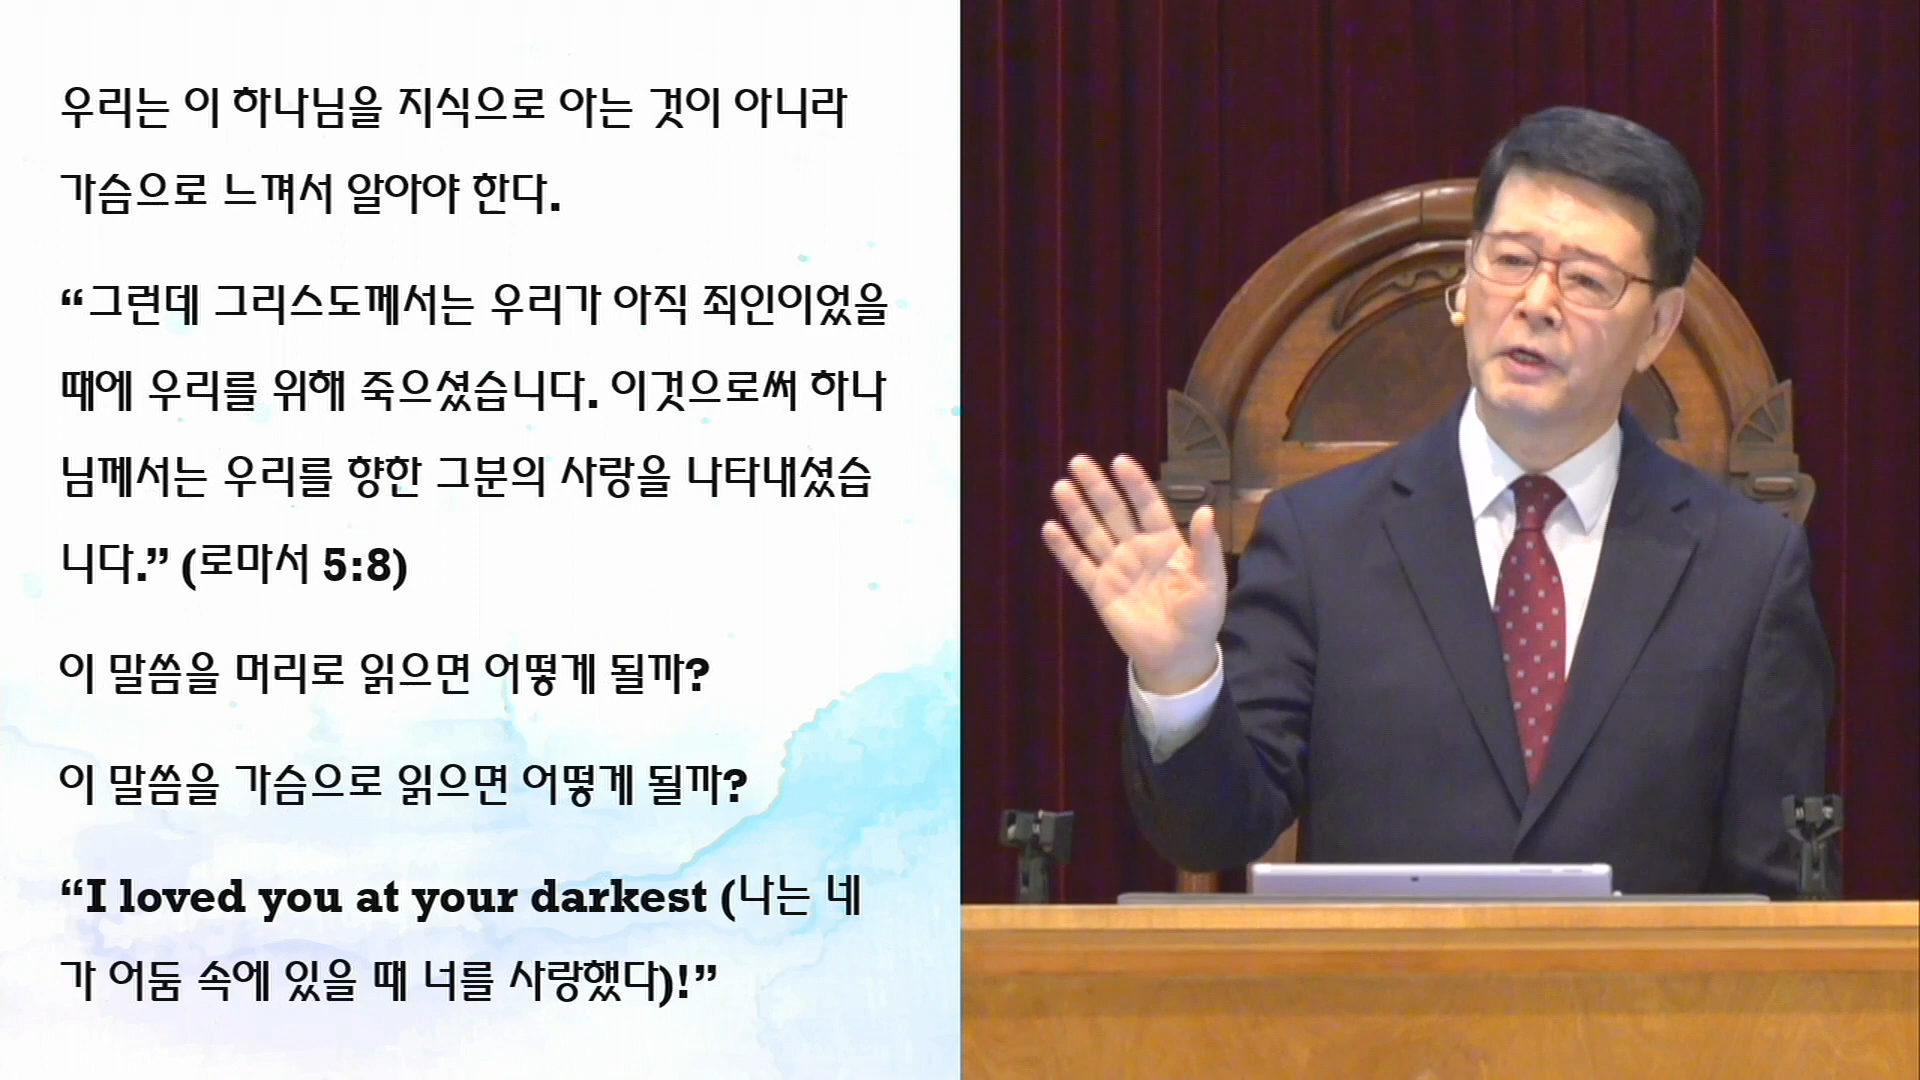 우리는 이 하나님을 지식으로 아는 것이 아니라
가슴으로 느껴서 알아야 한다.
“그런데 그리스도께서는 우리가 아직 죄인이었을
때에 우리를 위해 죽으셨습니다. 이것으로써 하나
님께서는 우리를 향한 그분의 사랑을 나타내셨습
니다.” (로마서 5:8)
이 말씀을 머리로 읽으면 어떻게 될까?
이 말씀을 가슴으로 읽으면 어떻게 될까?
“I loved you at your darkest (나는 네
가 어둠 속에 있을 때 너를 사랑했다)!”